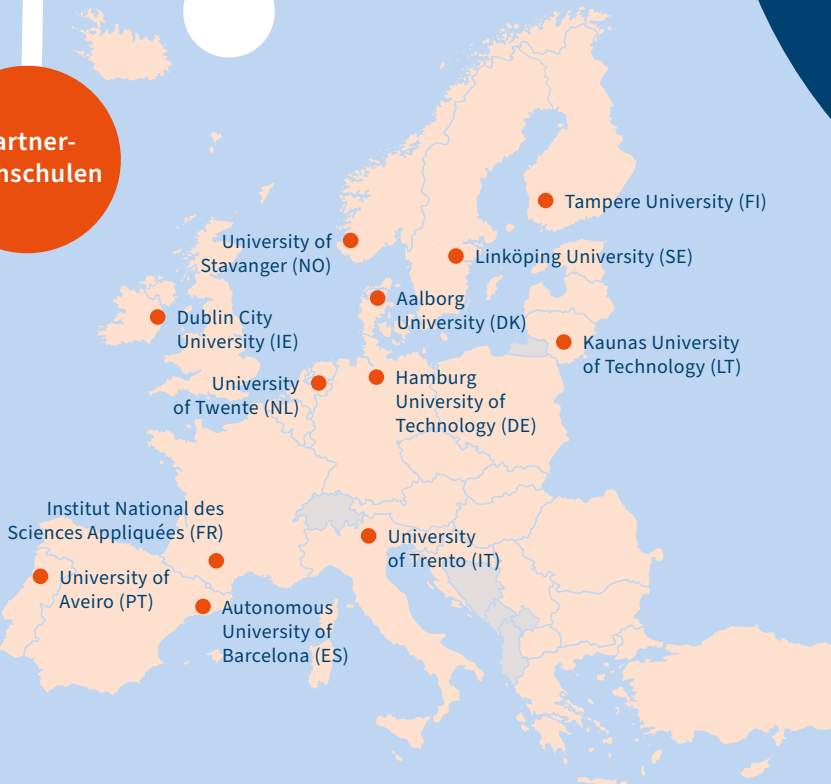 artner-
hschulen
Tampere University (FI)
University of
Stavanger (NO)
Linköping University (SE)
Aalborg
University (DK)
Dublin City
University (IE)
Kaunas University
of Technology (LT)
University
of Twente (NL)
Hamburg
University of
Technology (DE)
Institut National des
Sciences Appliquées (FR)
University
of Trento (IT)
University of
Aveiro (PT)
Autonomous
University of
Barcelona (ES)